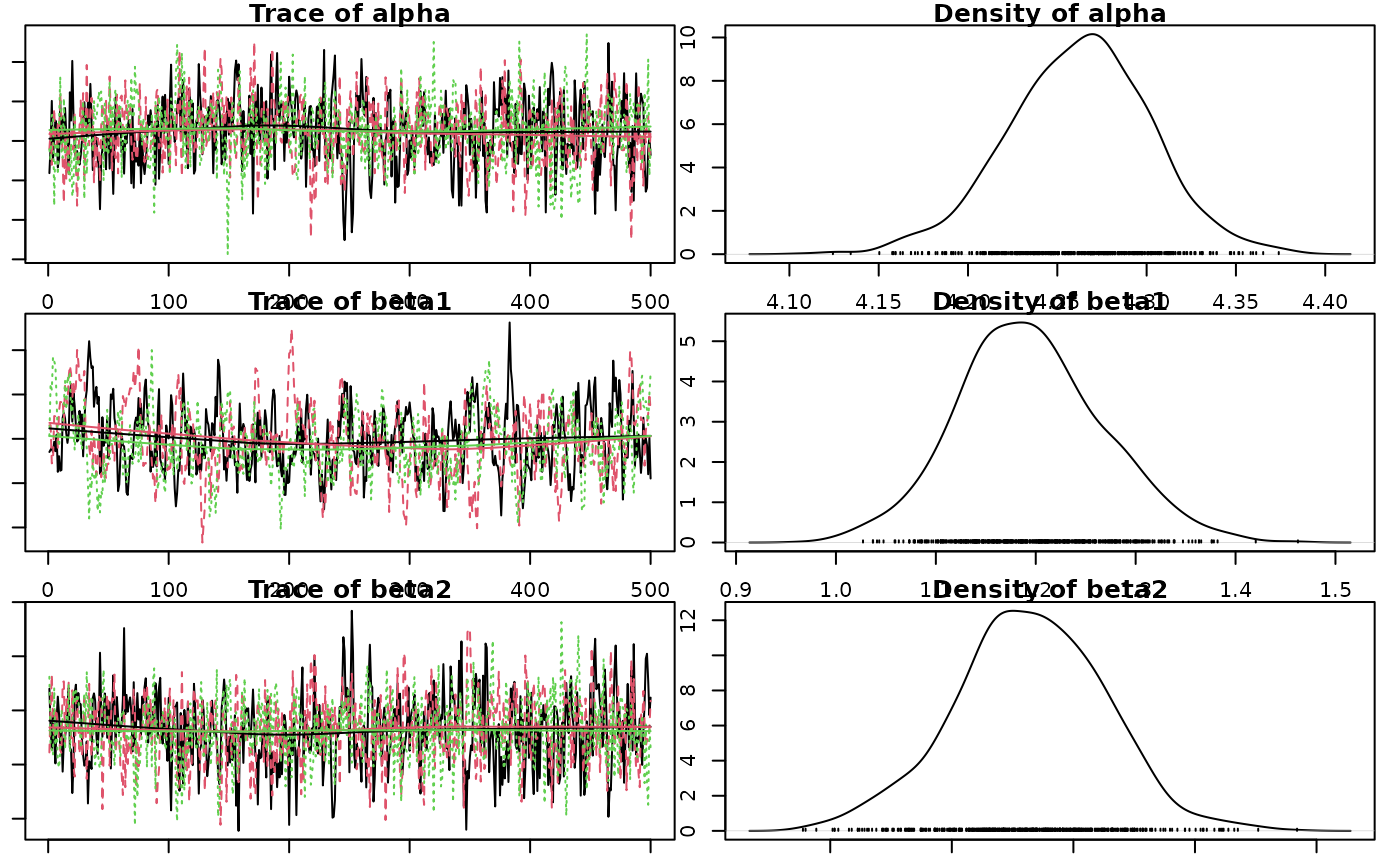 Trace of alpha
Density of alpha
10
8
6
4
2
0
0 100 200 300 400 500
4.10 4.15 4.20 4.25 4.30 4.35 4.40
Trace of beta1
Density of beta1
5
4
3
2
1
0
0 100 200 300 400 500
0.9 1.0 1.1 1.2 1.3 1.4 1.5
Trace of beta2
Density of beta2
12
8
6
4
2
0